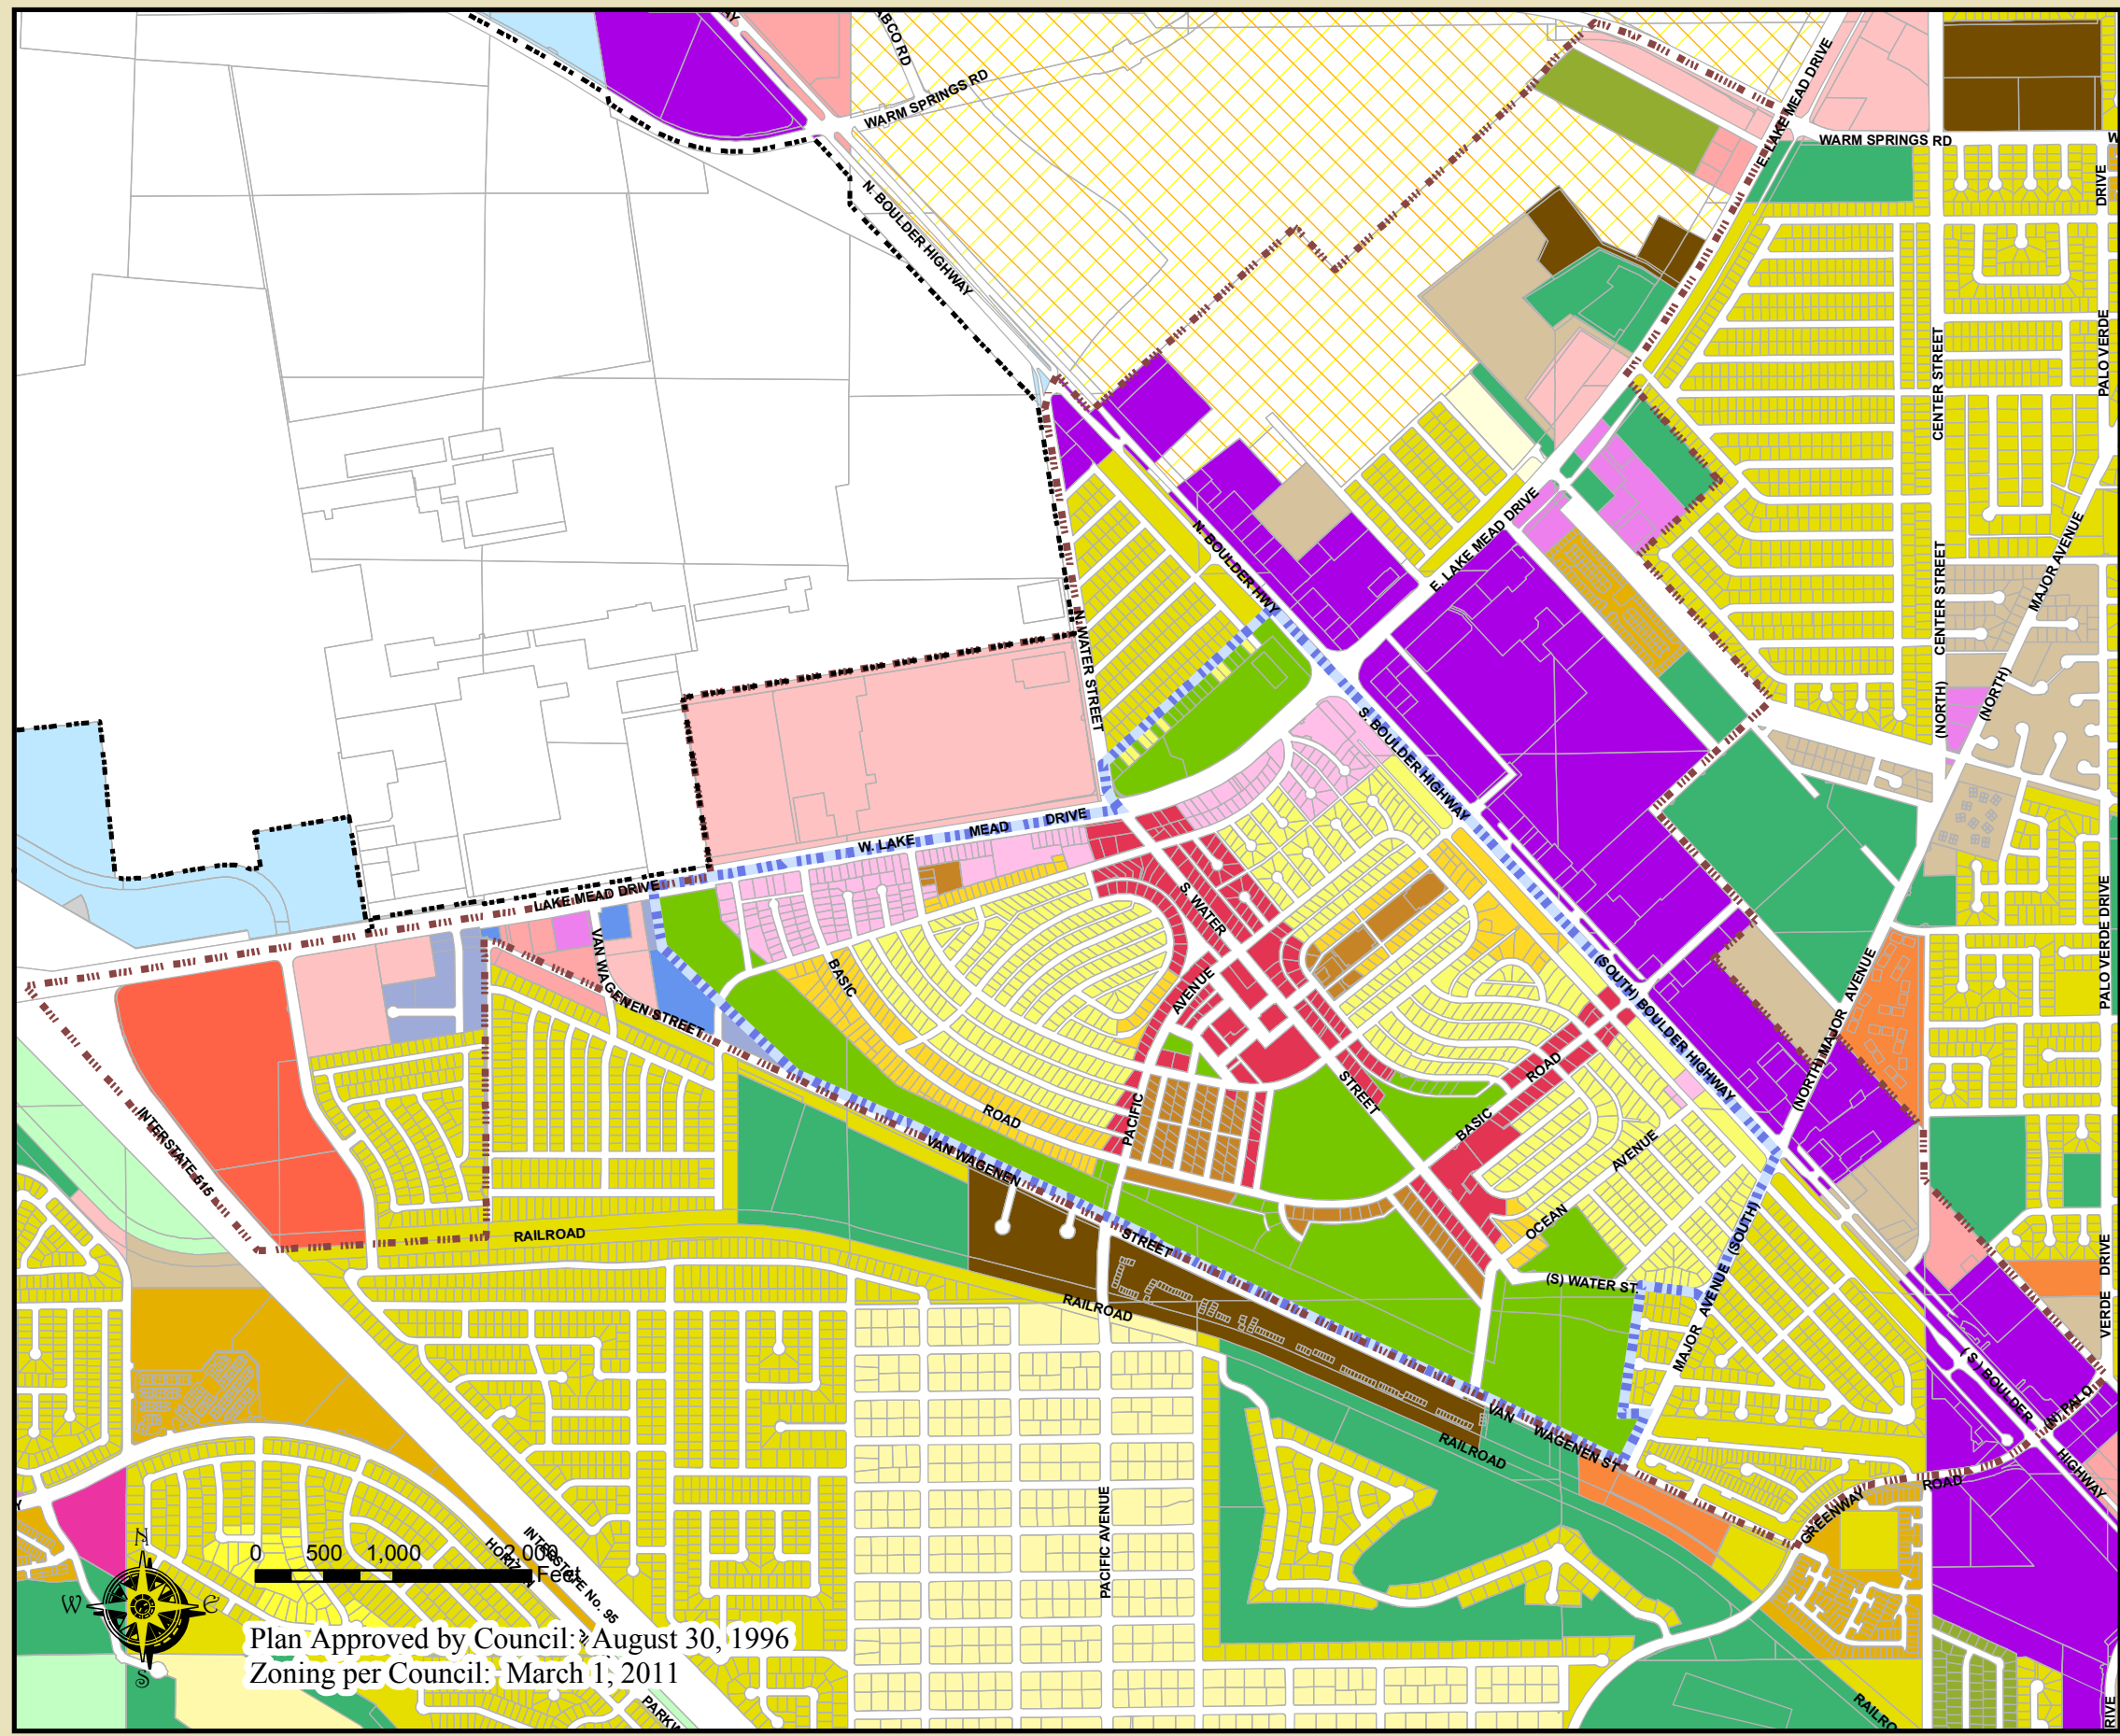 WARM SPRINGS RD
E. LAKE MEAD DRIVE
WARM SPRINGS RD
DRIVE
N. BOULDER HIGHWAY
PALO VERDE
CENTER STREET
N. BOULDER HWY
E. LAKE MEAD DRIVE
MAJOR AVENUE
CENTER STREET
N. WATER STREET
(NORTH)
(NORTH)
S. BOULDER HIGHWAY
W. LAKE MEAD DRIVE
LAKE MEAD DRIVE
S. WATER
VAN WAGENEN STREET
BASIC
AVENUE
(SOUTH) BOULDER HIGHWAY
AVENUE
PALO VERDE DRIVE
(NORTH) MAJOR
INTERSTATE 515
ROAD
PACIFIC
STREET
ROAD
BASIC
AVENUE
VAN WAGENEN
STREET
OCEAN
RAILROAD
(S) WATER ST.
MAJOR AVENUE (SOUTH)
VERDE DRIVE
RAILROAD
( S ) BOULDER
HIGHWAY
(N) PALO
VAN WAGENEN ST
RAILROAD
GREENWAY ROAD
PACIFIC AVENUE
N
W E
S
0 500 1,000 2,000
Feet
HORIZON
INTERSTATE No. 95
Plan Approved by Council: August 30, 1996
Zoning per Council: March 1, 2011